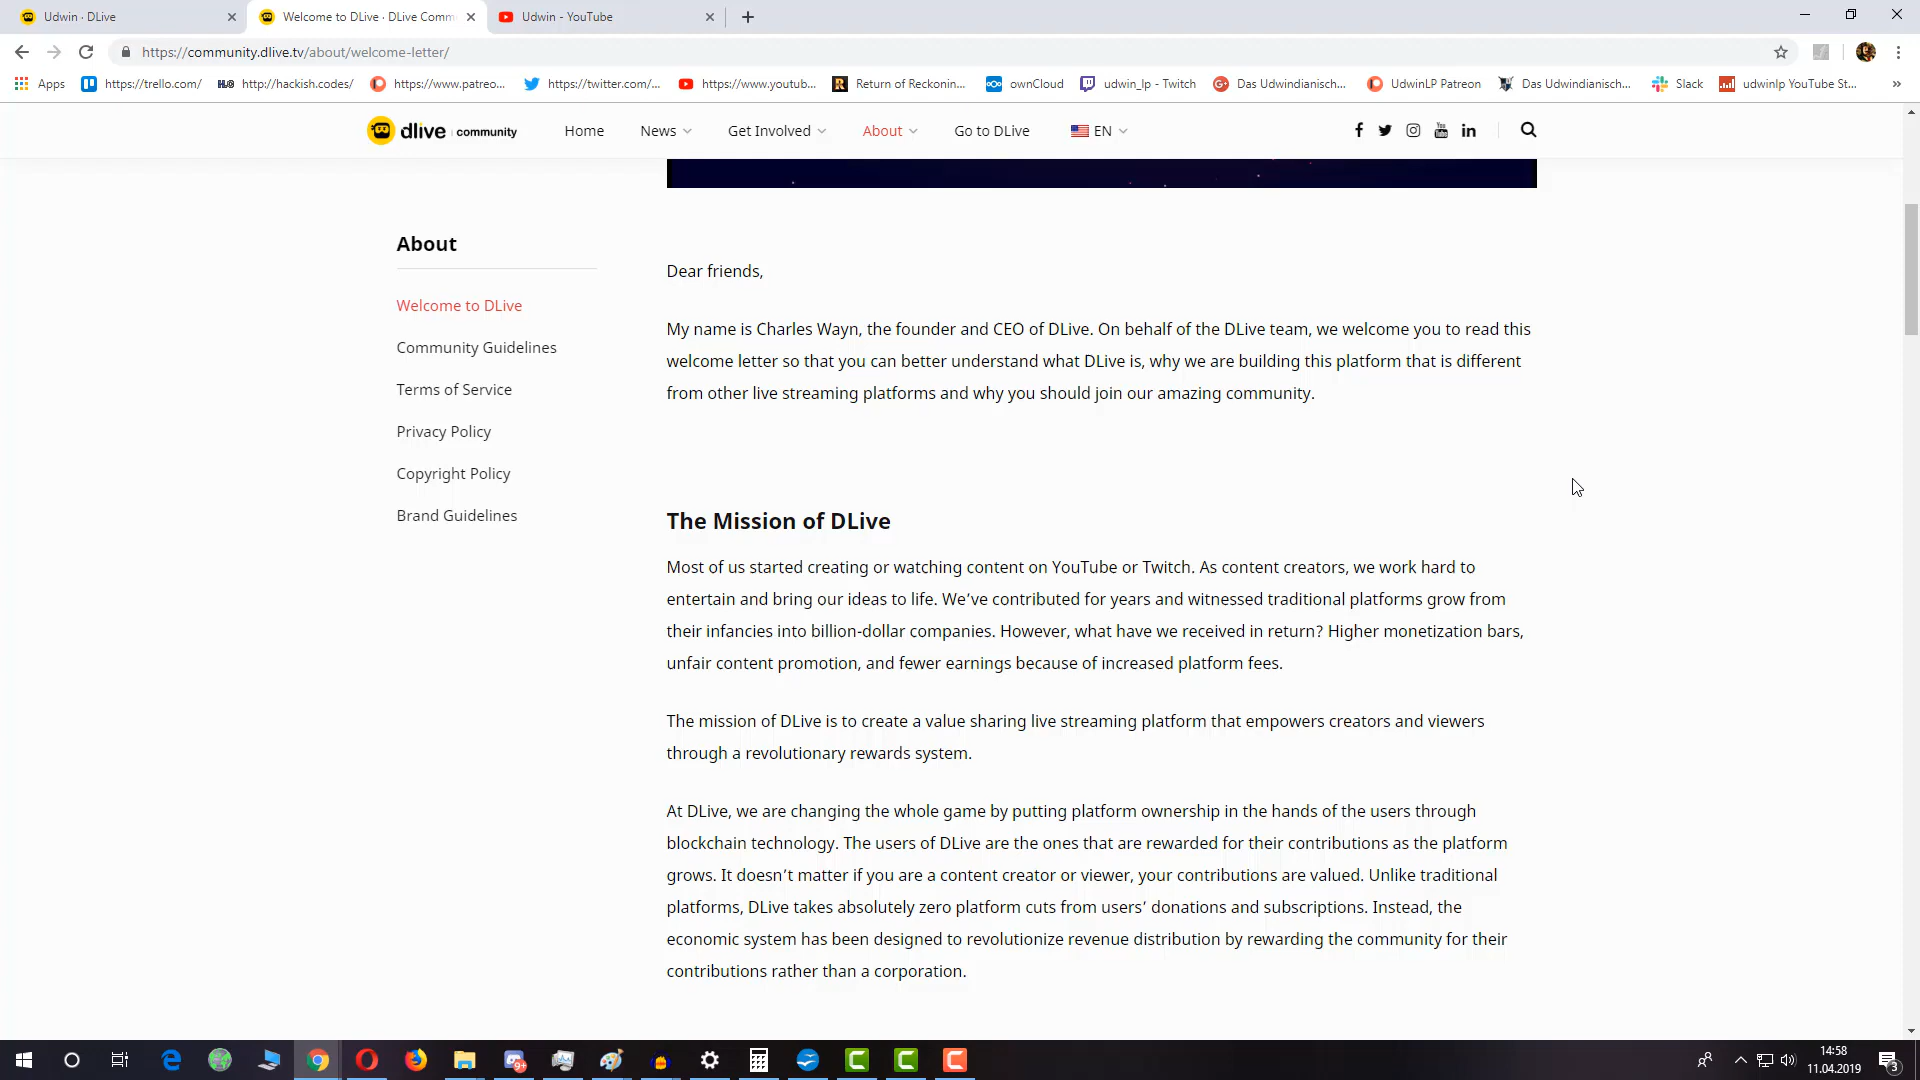 Udwin · DLive
Welcome to DLive · DLive Comm
Udwin - YouTube
https://community.dlive.tv/about/welcome-letter/
Apps
https://trello.com/
http://hackish.codes/
https://www.patreo...
https://twitter.com/...
https://www.youtub...
Return of Reckonin...
ownCloud
udwin_lp - Twitch
Das Udwindianisch...
UdwinLP Patreon
Das Udwindianisch...
Slack
udwinlp YouTube St...
»
dlive | community
Home
News
Get Involved
About
Go to DLive
EN
About
Welcome to DLive
Community Guidelines
Terms of Service
Privacy Policy
Copyright Policy
Brand Guidelines
Dear friends,
My name is Charles Wayn, the founder and CEO of DLive. On behalf of the DLive team, we welcome you to read this
welcome letter so that you can better understand what DLive is, why we are building this platform that is different
from other live streaming platforms and why you should join our amazing community.
The Mission of DLive
Most of us started creating or watching content on YouTube or Twitch. As content creators, we work hard to
entertain and bring our ideas to life. We’ve contributed for years and witnessed traditional platforms grow from
their infancies into billion-dollar companies. However, what have we received in return? Higher monetization bars,
unfair content promotion, and fewer earnings because of increased platform fees.
The mission of DLive is to create a value sharing live streaming platform that empowers creators and viewers
through a revolutionary rewards system.
At DLive, we are changing the whole game by putting platform ownership in the hands of the users through
blockchain technology. The users of DLive are the ones that are rewarded for their contributions as the platform
grows. It doesn’t matter if you are a content creator or viewer, your contributions are valued. Unlike traditional
platforms, DLive takes absolutely zero platform cuts from users’ donations and subscriptions. Instead, the
economic system has been designed to revolutionize revenue distribution by rewarding the community for their
contributions rather than a corporation.
14:58
11.04.2019
3